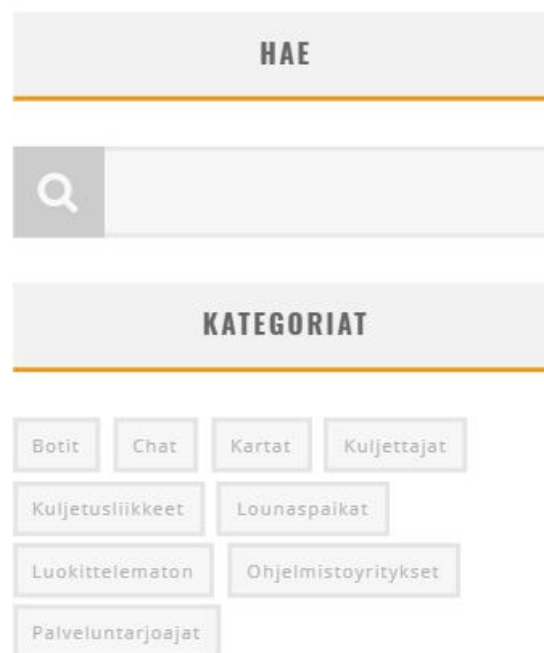 HAE
KATEGORIAT
Botit Chat Kartat Kuljettajat
Kuljetusliikkeet Lounaspaikat
Luokittelematon Ohjelmistoyritykset
Palveluntarjoajat